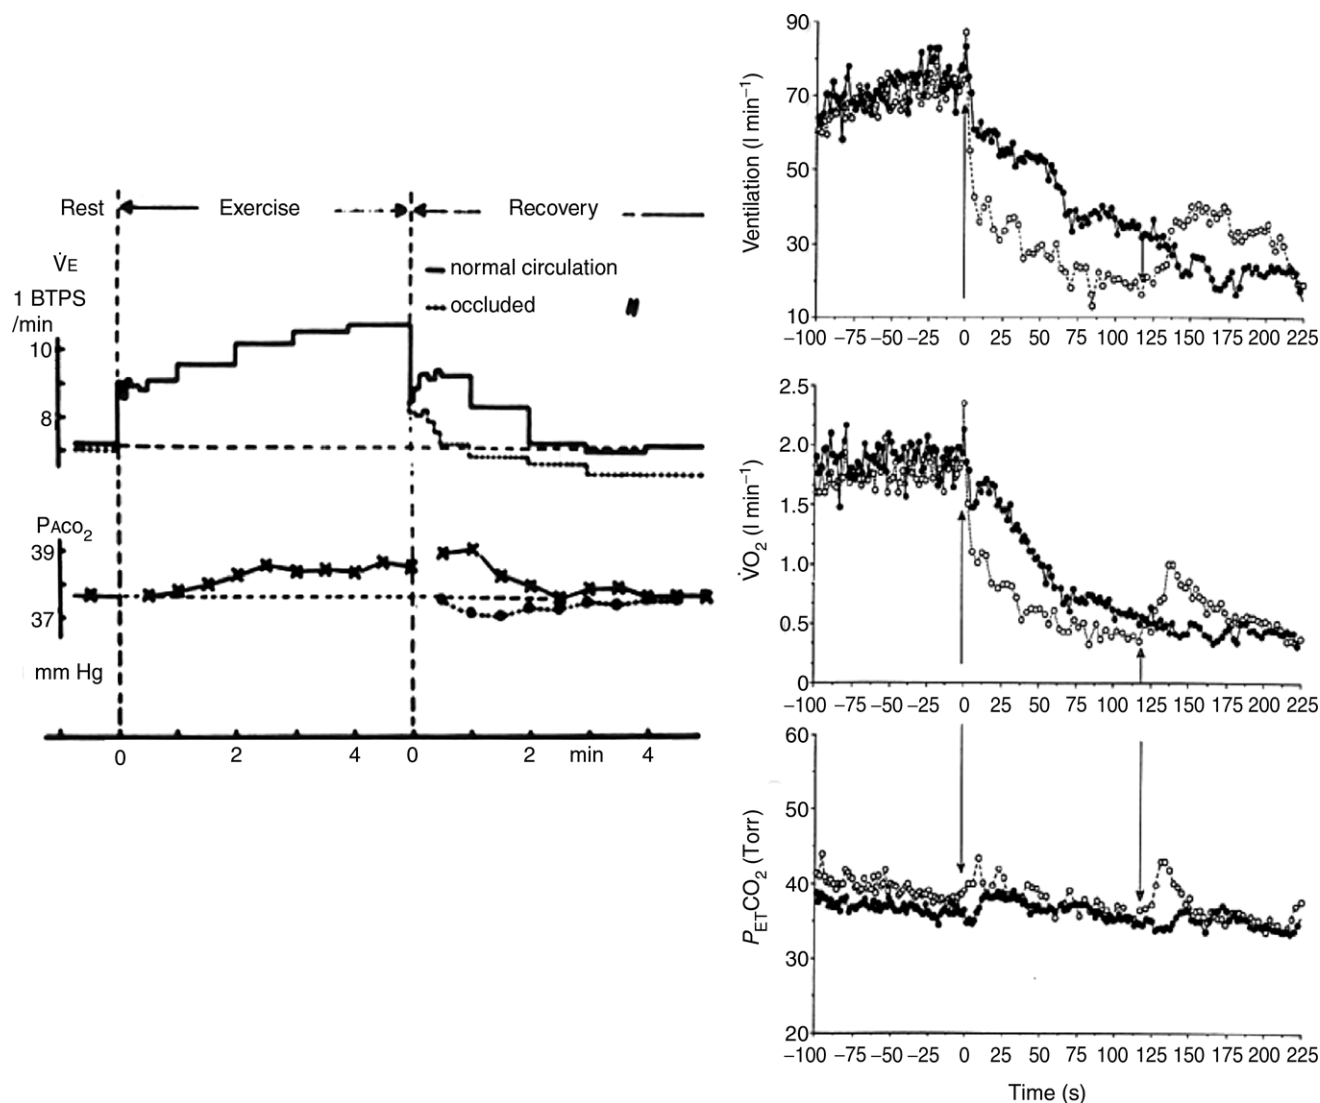 Rest
Exercise
Recovery
V̇E
1 BTPS
/min
normal circulation
occluded
10
8
PACO₂
39
37
mm Hg
0
2
4
0
2
min
4
90
70
50
30
10
Ventilation (l min⁻¹)
−100 −75 −50 −25 0 25 50 75 100 125 150 175 200 225
2.5
2.0
1.5
1.0
0.5
0
V̇O₂ (l min⁻¹)
−100 −75 −50 −25 0 25 50 75 100 125 150 175 200 225
60
50
40
30
20
P_ETCO₂ (Torr)
−100 −75 −50 −25 0 25 50 75 100 125 150 175 200 225
Time (s)